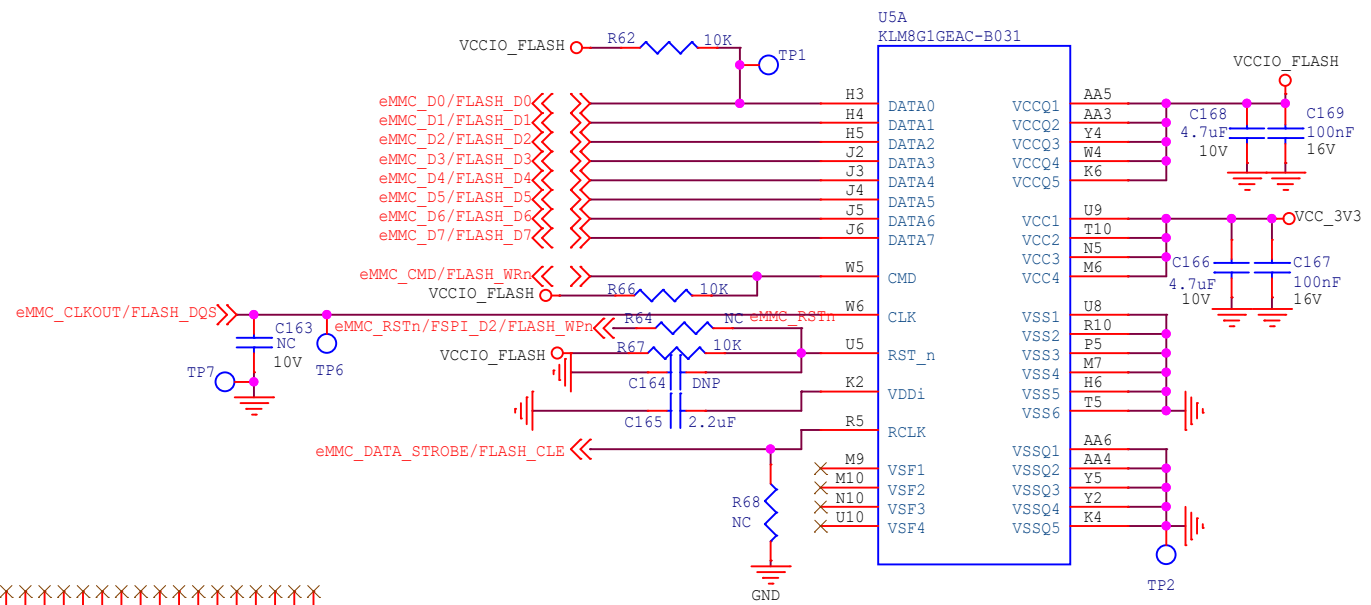 U5A
KLM8G1GEAC-B031
VCCIO_FLASH R62 10K
TP1
VCCIO_FLASH
eMMC_D0/FLASH_D0 H3 DATA0 VCCQ1 AA5
eMMC_D1/FLASH_D1 H4 DATA1 VCCQ2 AA3
eMMC_D2/FLASH_D2 H5 DATA2 VCCQ3 Y4
eMMC_D3/FLASH_D3 J2 DATA3 VCCQ4 W4
eMMC_D4/FLASH_D4 J3 DATA4 VCCQ5 K6
eMMC_D5/FLASH_D5 J4 DATA5
eMMC_D6/FLASH_D6 J5 DATA6 VCC1 U9
eMMC_D7/FLASH_D7 J6 DATA7 VCC2 T10
C168
4.7uF
10V
C169
100nF
16V
VCC_3V3
VCC3 N5
eMMC_CMD/FLASH_WRn W5 CMD VCC4 M6
C166
4.7uF
10V
C167
100nF
16V
VCCIO_FLASH R66 10K
eMMC_CLKOUT/FLASH_DQS W6 CLK VSS1 U8
eMMC_RSTn/FSPI_D2/FLASH_WPn R64 NC eMMC_RSTn
C163
NC
10V
TP6
TP7
VSS2 R10
VCCIO_FLASH R67 10K U5 RST_n VSS3 P5
C164 DNP VSS4 M7
K2 VDDi VSS5 H6
VSS6 T5
C165 2.2uF
R5 RCLK
eMMC_DATA_STROBE/FLASH_CLE
VSSQ1 AA6
M9 VSF1 VSSQ2 AA4
M10 VSF2 VSSQ3 Y5
N10 VSF3 VSSQ4 Y2
U10 VSF4 VSSQ5 K4
R68
NC
GND
TP2